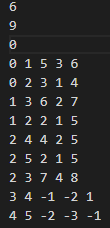 6
9
0
0 1 5 3 6
0 2 3 1 4
1 3 6 2 7
1 2 2 1 5
2 4 4 2 5
2 5 2 1 5
2 3 7 4 8
3 4 -1 -2 1
4 5 -2 -3 -1